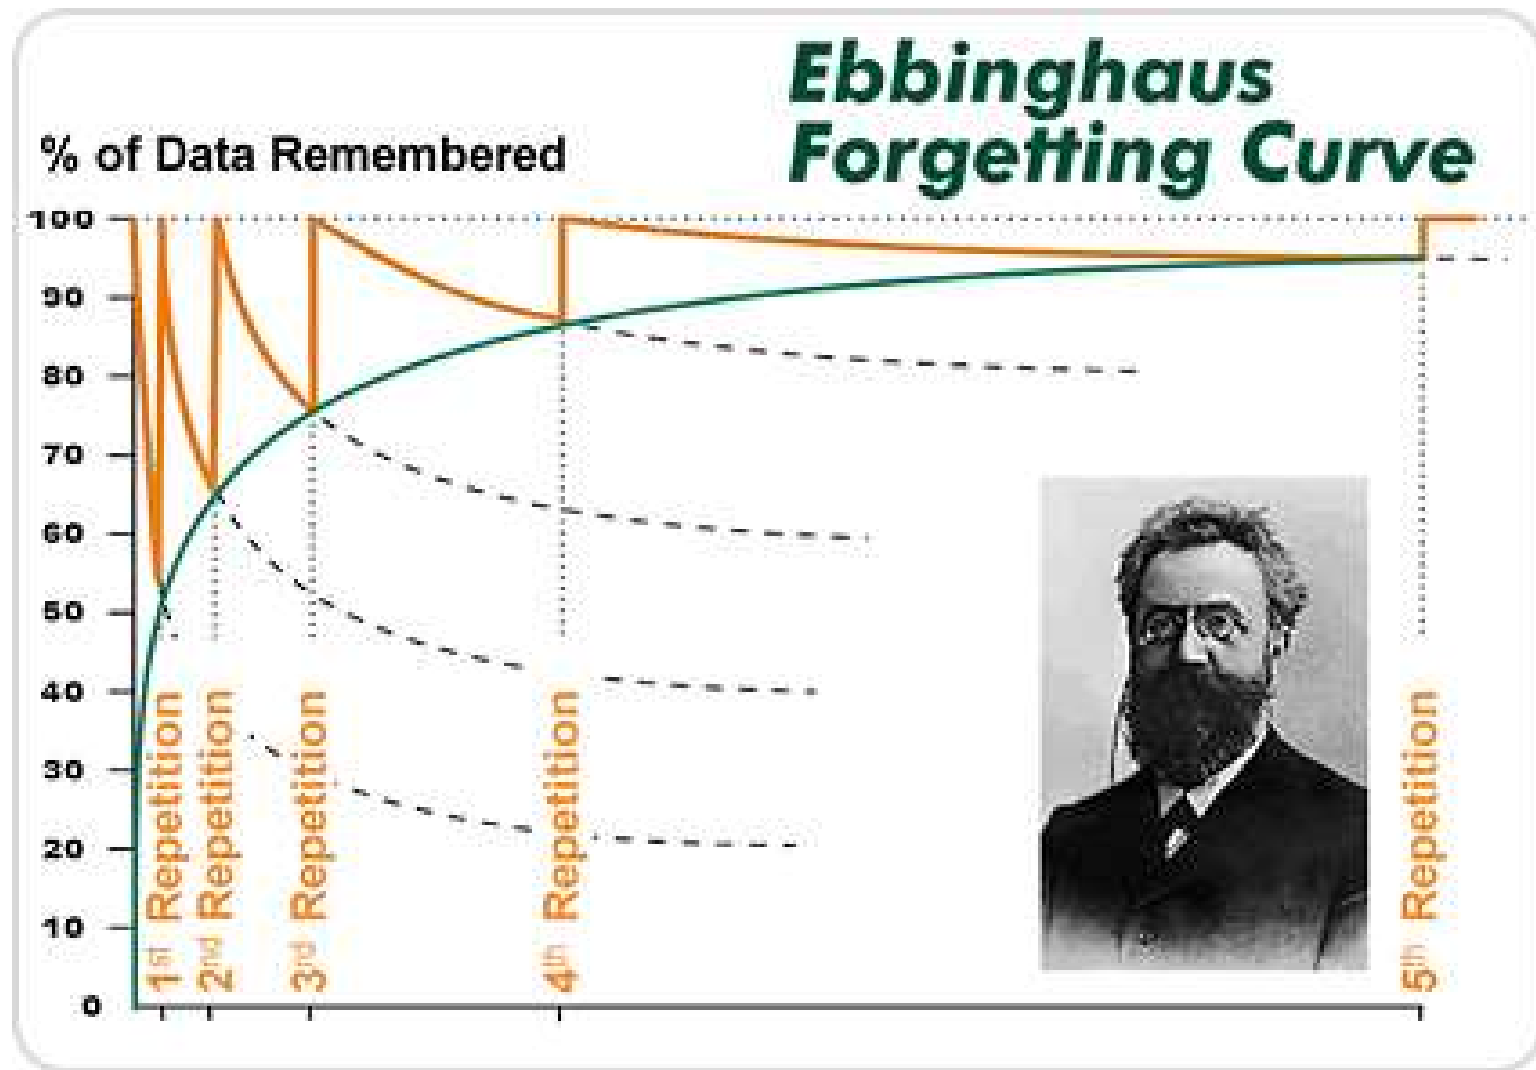 Ebbinghaus
Forgetting Curve
% of Data Remembered
100
90
80
70
60
50
40
30
20
10
0
1st Repetition
2nd Repetition
3rd Repetition
4th Repetition
5th Repetition